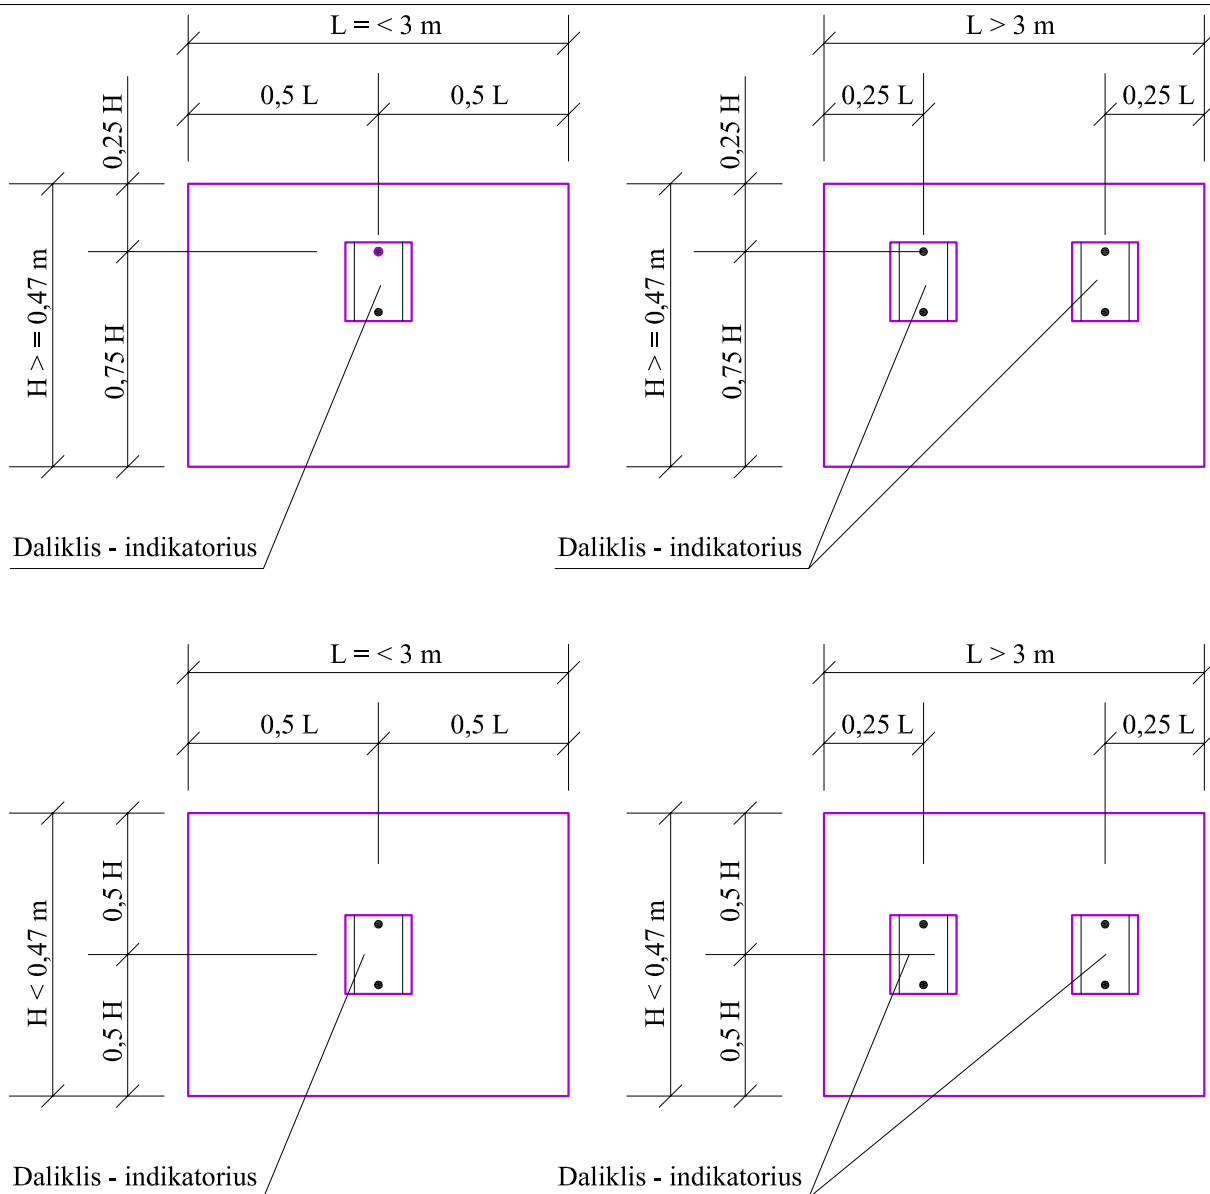 L = < 3 m
L > 3 m
0,5 L
0,5 L
0,25 L
0,25 L
0,25 H
0,25 H
H > = 0,47 m
0,75 H
H > = 0,47 m
0,75 H
Daliklis - indikatorius
Daliklis - indikatorius
L = < 3 m
L > 3 m
0,5 L
0,5 L
0,25 L
0,25 L
0,5 H
0,5 H
H < 0,47 m
H < 0,47 m
0,5 H
0,5 H
Daliklis - indikatorius
Daliklis - indikatorius